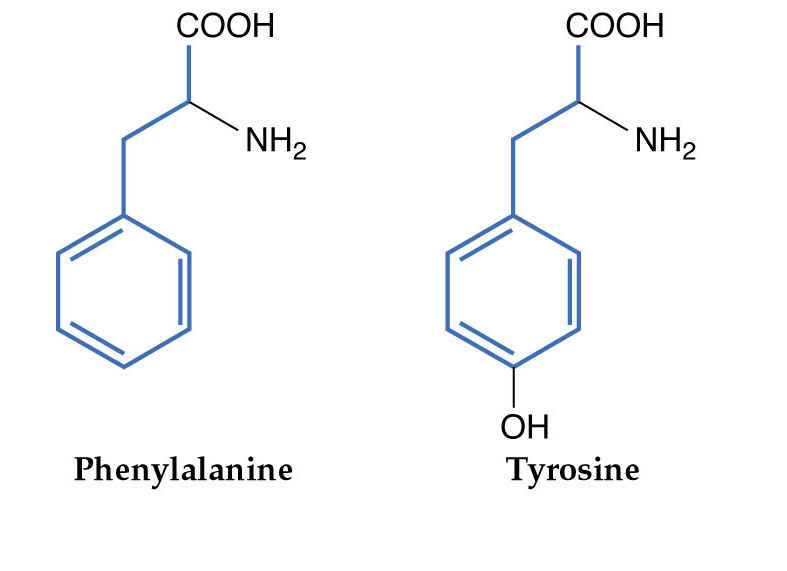 COOH COOH
NH₂ NH₂
OH
Phenylalanine Tyrosine